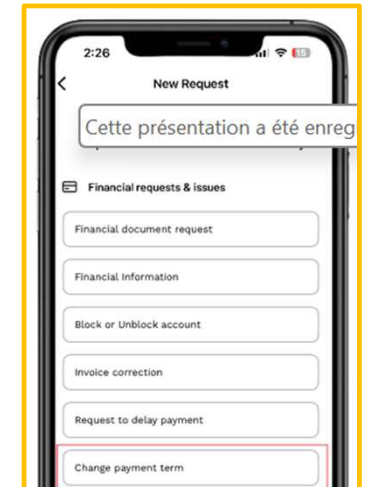 2:26
15
New Request
Cette présentation a été enreg
Financial requests & issues
Financial document request
Financial Information
Block or Unblock account
Invoice correction
Request to delay payment
Change payment term